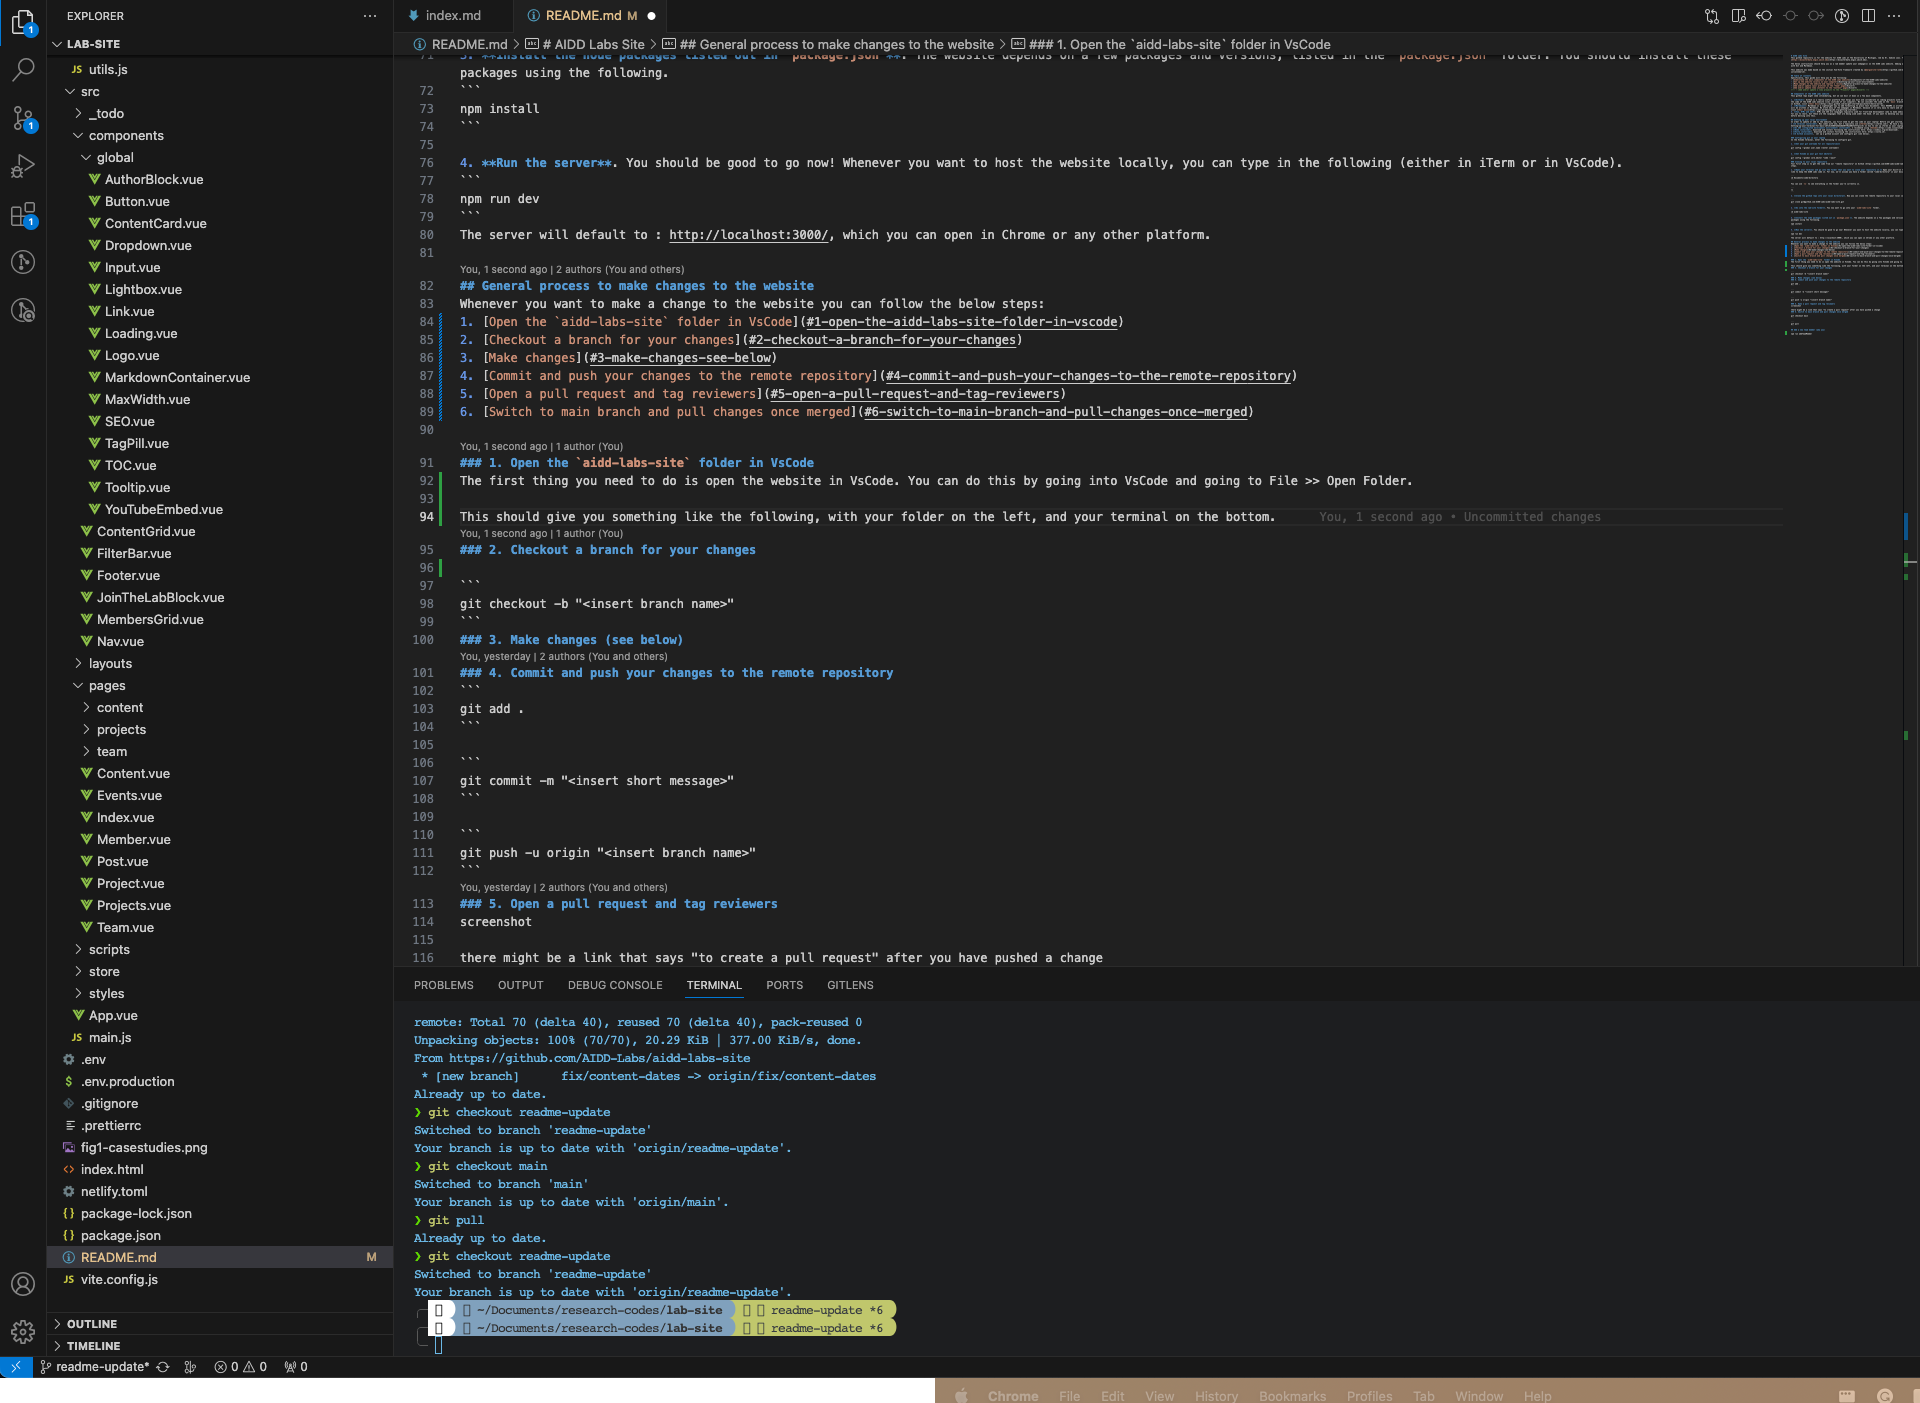 EXPLORER
LAB-SITE
JS utils.js
src
_todo
components
global
AuthorBlock.vue
Button.vue
ContentCard.vue
Dropdown.vue
Input.vue
Lightbox.vue
Link.vue
Loading.vue
Logo.vue
MarkdownContainer.vue
MaxWidth.vue
SEO.vue
TagPill.vue
TOC.vue
Tooltip.vue
YouTubeEmbed.vue
ContentGrid.vue
FilterBar.vue
Footer.vue
JoinTheLabBlock.vue
MembersGrid.vue
Nav.vue
layouts
pages
content
projects
team
Content.vue
Events.vue
Index.vue
Member.vue
Post.vue
Project.vue
Projects.vue
Team.vue
scripts
store
styles
App.vue
JS main.js
.env
$ .env.production
.gitignore
.prettierrc
fig1-casestudies.png
<> index.html
netlify.toml
{} package-lock.json
{} package.json
README.md M
JS vite.config.js
OUTLINE
TIMELINE
index.md
README.md M
README.md > # AIDD Labs Site > ## General process to make changes to the website > ### 1. Open the `aidd-labs-site` folder in VsCode
71 3. **Install the node packages listed out in `package.json`**. The website depends on a few packages and versions, listed in the `package.json` folder. You should install these
packages using the following.
72 ```
73 npm install
74 ```
75
76 4. **Run the server**. You should be good to go now! Whenever you want to host the website locally, you can type in the following (either in iTerm or in VsCode).
77 ```
78 npm run dev
79 ```
80 The server will default to : http://localhost:3000/, which you can open in Chrome or any other platform.
81
You, 1 second ago | 2 authors (You and others)
82 ## General process to make changes to the website
83 Whenever you want to make a change to the website you can follow the below steps:
84 1. [Open the `aidd-labs-site` folder in VsCode](#1-open-the-aidd-labs-site-folder-in-vscode)
85 2. [Checkout a branch for your changes](#2-checkout-a-branch-for-your-changes)
86 3. [Make changes](#3-make-changes-see-below)
87 4. [Commit and push your changes to the remote repository](#4-commit-and-push-your-changes-to-the-remote-repository)
88 5. [Open a pull request and tag reviewers](#5-open-a-pull-request-and-tag-reviewers)
89 6. [Switch to main branch and pull changes once merged](#6-switch-to-main-branch-and-pull-changes-once-merged)
90
You, 1 second ago | 1 author (You)
91 ### 1. Open the `aidd-labs-site` folder in VsCode
92 The first thing you need to do is open the website in VsCode. You can do this by going into VsCode and going to File >> Open Folder.
93
94 This should give you something like the following, with your folder on the left, and your terminal on the bottom. You, 1 second ago • Uncommitted changes
You, 1 second ago | 1 author (You)
95 ### 2. Checkout a branch for your changes
96
97 ```
98 git checkout -b "<insert branch name>"
99 ```
100 ### 3. Make changes (see below)
You, yesterday | 2 authors (You and others)
101 ### 4. Commit and push your changes to the remote repository
102 ```
103 git add .
104 ```
105
106 ```
107 git commit -m "<insert short message>"
108 ```
109
110 ```
111 git push -u origin "<insert branch name>"
112 ```
You, yesterday | 2 authors (You and others)
113 ### 5. Open a pull request and tag reviewers
114 screenshot
115
116 there might be a link that says "to create a pull request" after you have pushed a change
PROBLEMS OUTPUT DEBUG CONSOLE TERMINAL PORTS GITLENS
remote: Total 70 (delta 40), reused 70 (delta 40), pack-reused 0
Unpacking objects: 100% (70/70), 20.29 KiB | 377.00 KiB/s, done.
From https://github.com/AIDD-Labs/aidd-labs-site
* [new branch] fix/content-dates -> origin/fix/content-dates
Already up to date.
❯ git checkout readme-update
Switched to branch 'readme-update'
Your branch is up to date with 'origin/readme-update'.
❯ git checkout main
Switched to branch 'main'
Your branch is up to date with 'origin/main'.
❯ git pull
Already up to date.
❯ git checkout readme-update
Switched to branch 'readme-update'
Your branch is up to date with 'origin/readme-update'.
~/Documents/research-codes/lab-site readme-update *6
~/Documents/research-codes/lab-site readme-update *6
readme-update* 0 0 0
Chrome File Edit View History Bookmarks Profiles Tab Window Help